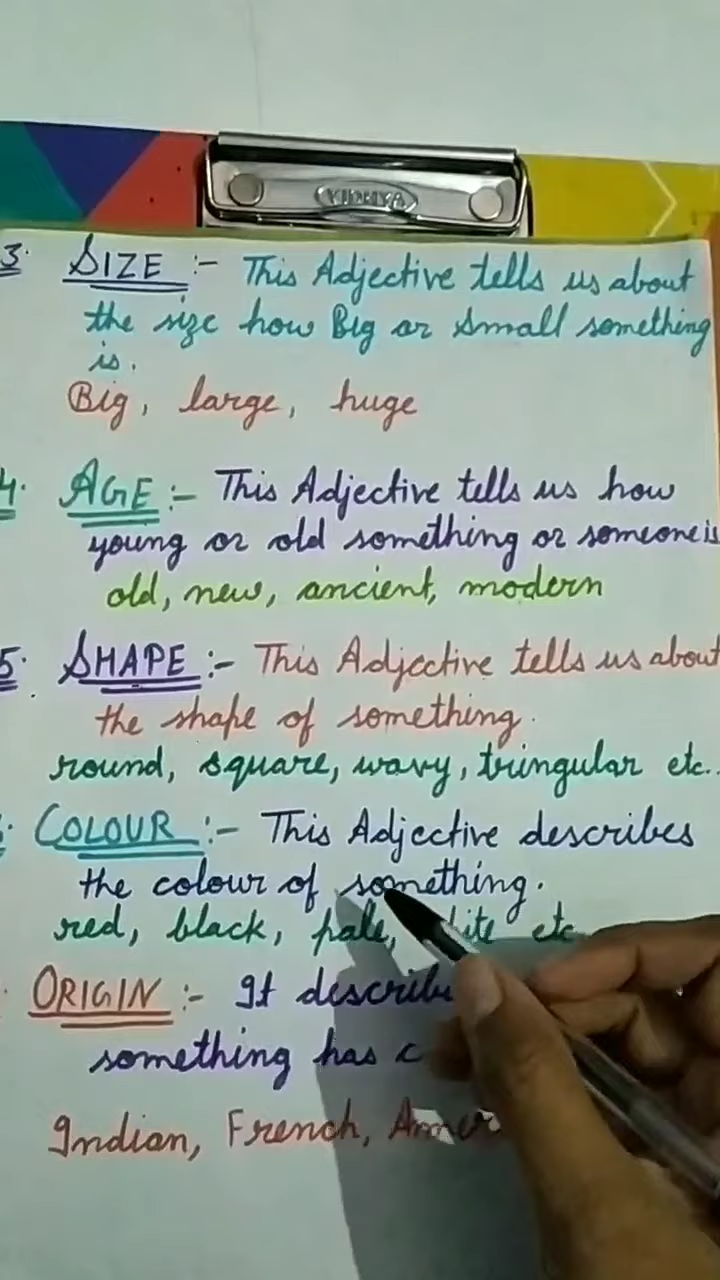 VIDHYA
3. SIZE :- This Adjective tells us about
the size how Big or Small something
is.
Big, large, huge
4. AGE :- This Adjective tells us how
young or old something or someone is
old, new, ancient, modern
5. SHAPE :- This Adjective tells us about
the shape of something.
round, square, wavy, tringular etc..
COLOUR :- This Adjective describes
the colour of something.
red, black, pale, etc
ORIGIN :- It
something has
Indian, French,